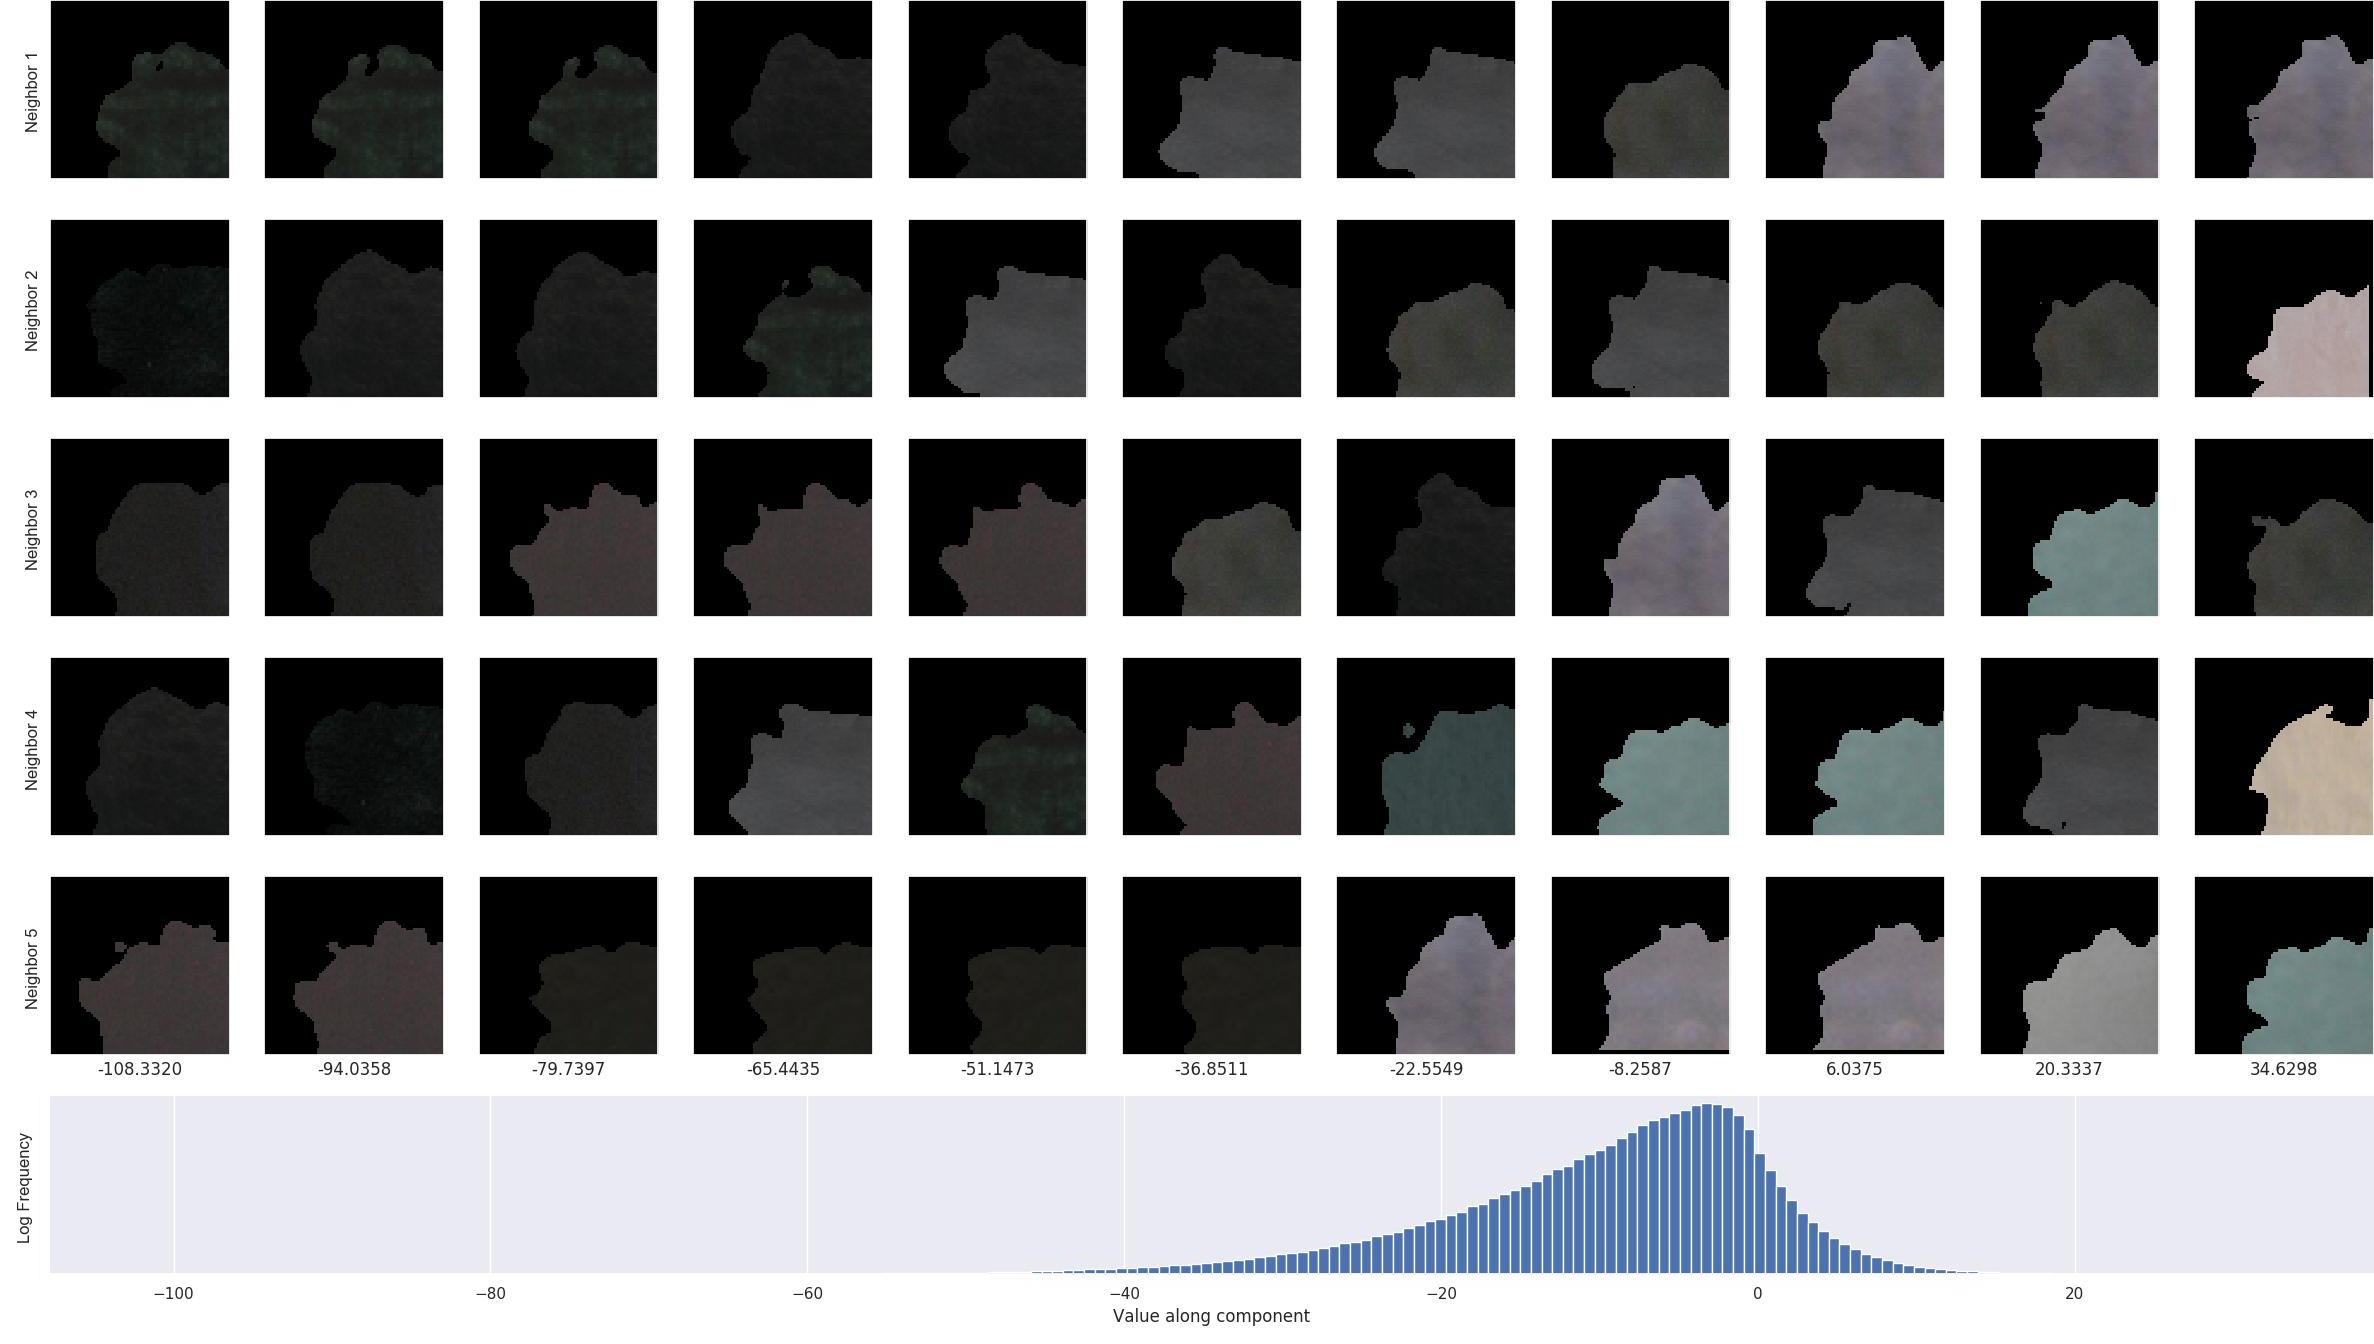 Neighbor 1
Neighbor 2
Neighbor 3
Neighbor 4
Neighbor 5
-108.3320 -94.0358 -79.7397 -65.4435 -51.1473 -36.8511 -22.5549 -8.2587 6.0375 20.3337 34.6298
Log Frequency
−100 −80 −60 −40 −20 0 20
Value along component